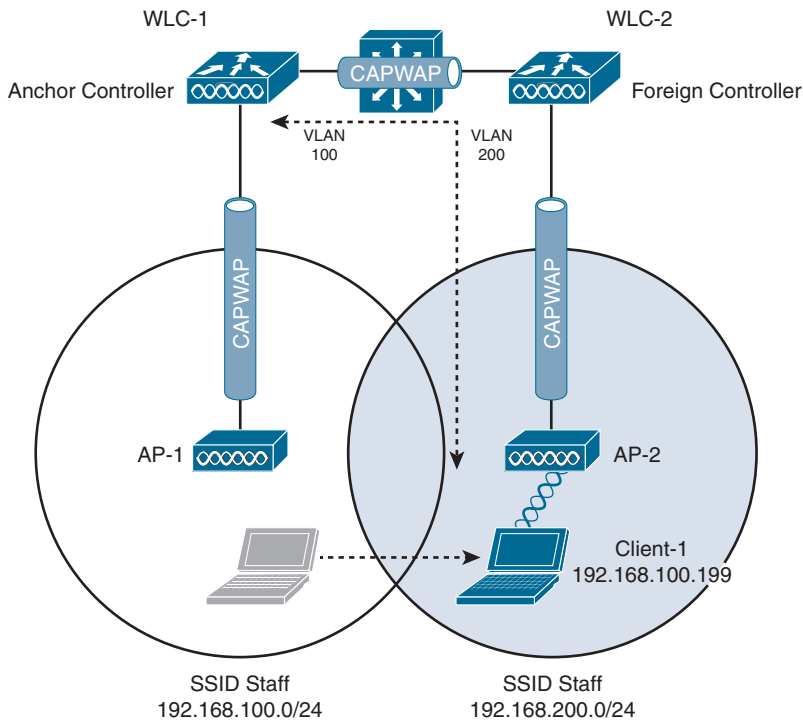 WLC-1
WLC-2
Anchor Controller
CAPWAP
Foreign Controller
VLAN
100
VLAN
200
CAPWAP
CAPWAP
AP-1
AP-2
Client-1
192.168.100.199
SSID Staff
192.168.100.0/24
SSID Staff
192.168.200.0/24